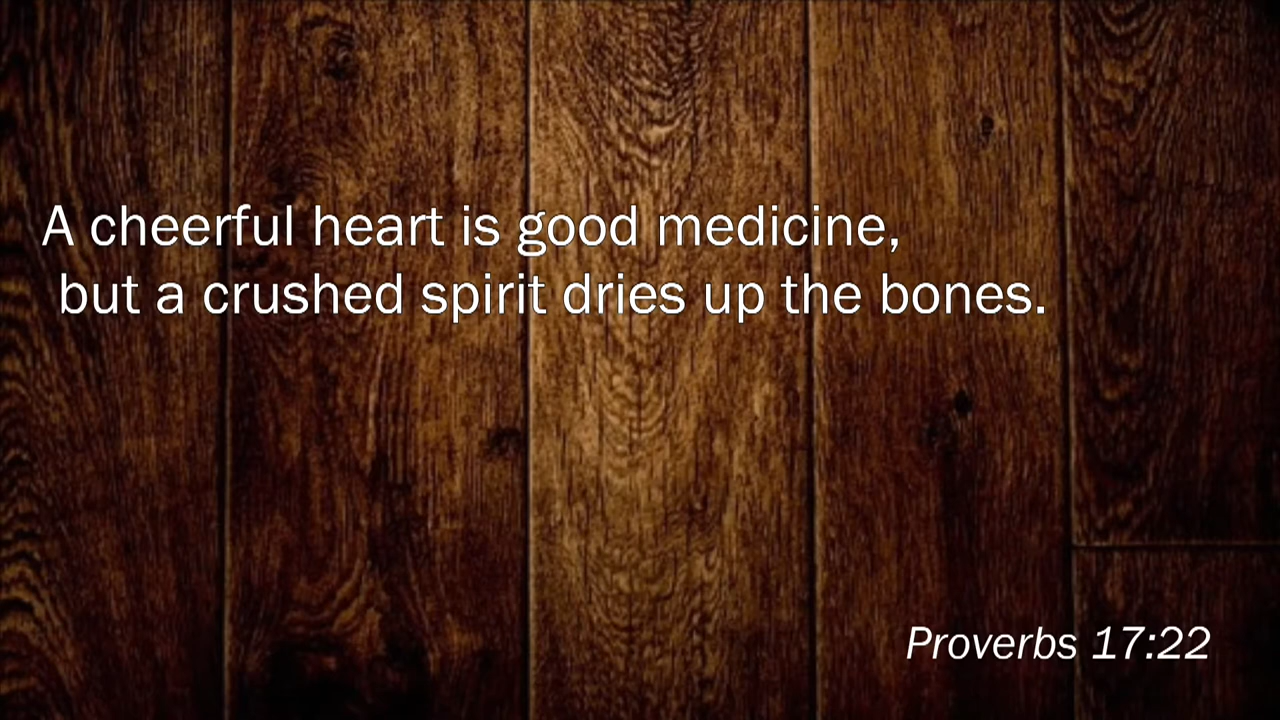 A cheerful heart is good medicine,
but a crushed spirit dries up the bones.
Proverbs 17:22